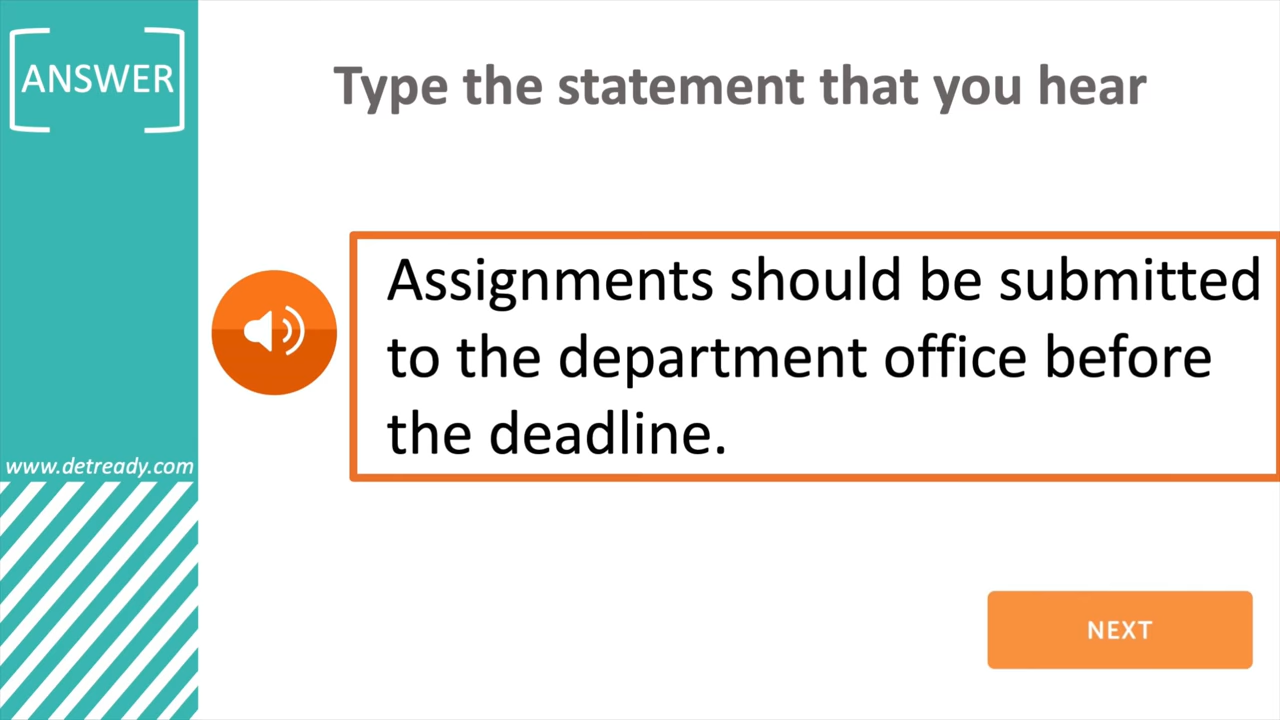 ANSWER
Type the statement that you hear
Assignments should be submitted
to the department office before
the deadline.
www.detready.com
NEXT